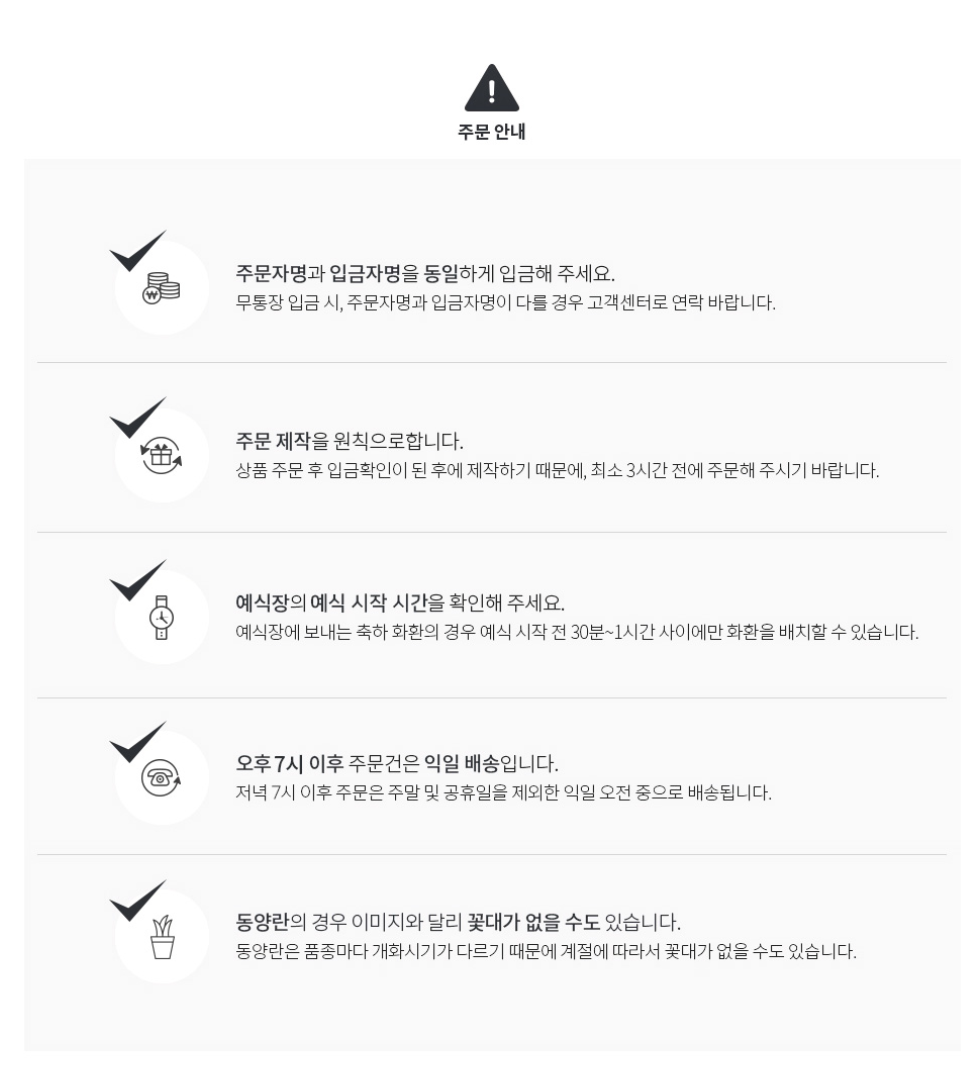 주문 안내
주문자명과 입금자명을 동일하게 입금해 주세요.
무통장 입금 시, 주문자명과 입금자명이 다를 경우 고객센터로 연락 바랍니다.
주문 제작을 원칙으로합니다.
상품 주문 후 입금확인이 된 후에 제작하기 때문에, 최소 3시간 전에 주문해 주시기 바랍니다.
예식장의 예식 시작 시간을 확인해 주세요.
예식장에 보내는 축하 화환의 경우 예식 시작 전 30분~1시간 사이에만 화환을 배치할 수 있습니다.
오후 7시 이후 주문건은 익일 배송입니다.
저녁 7시 이후 주문은 주말 및 공휴일을 제외한 익일 오전 중으로 배송됩니다.
동양란의 경우 이미지와 달리 꽃대가 없을 수도 있습니다.
동양란은 품종마다 개화시기가 다르기 때문에 계절에 따라서 꽃대가 없을 수도 있습니다.